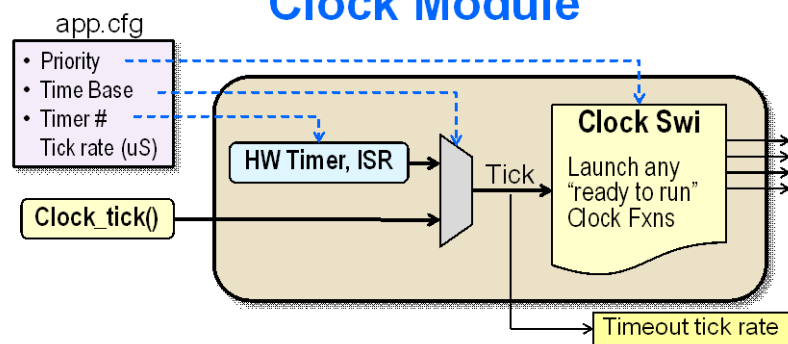 Clock Module
app.cfg
• Priority
• Time Base
• Timer #
Tick rate (uS)
HW Timer, ISR
Clock_tick()
Tick
Clock Swi
Launch any
“ready to run”
Clock Fxns
Timeout tick rate